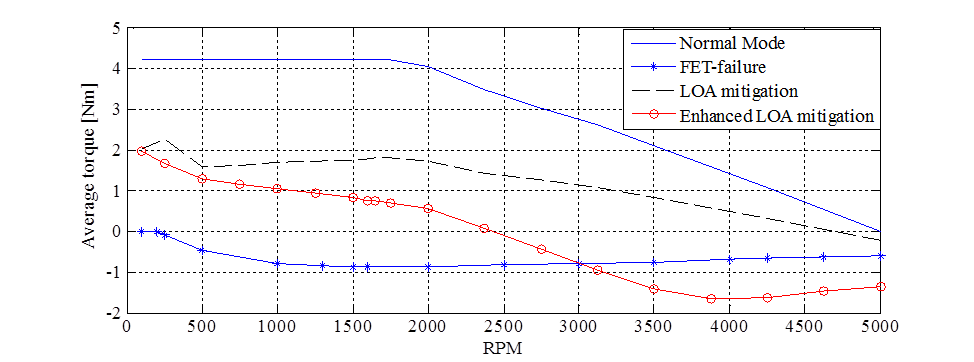 5
4
3
2
1
0
-1
-2
Average torque [Nm]
Normal Mode
FET-failure
LOA mitigation
Enhanced LOA mitigation
0 500 1000 1500 2000 2500 3000 3500 4000 4500 5000
RPM